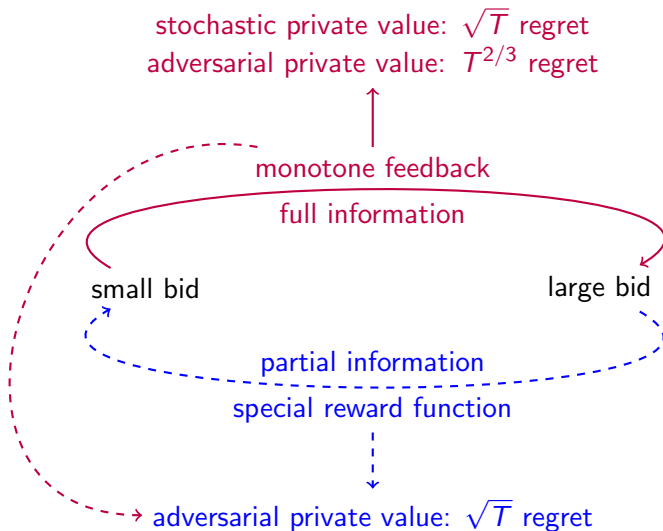 stochastic private value: √T regret
adversarial private value: T^{2/3} regret
monotone feedback
full information
small bid
large bid
partial information
special reward function
adversarial private value: √T regret